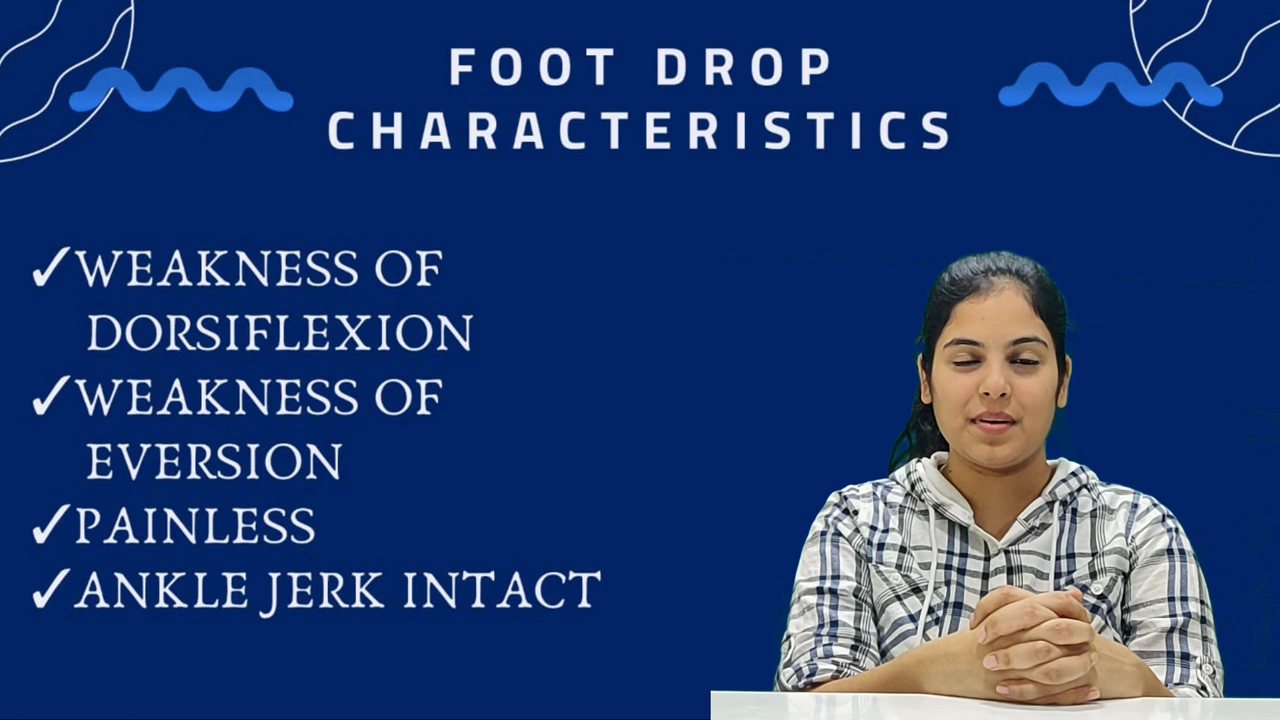 FOOT DROP
CHARACTERISTICS
✓WEAKNESS OF
DORSIFLEXION
✓WEAKNESS OF
EVERSION
✓PAINLESS
✓ANKLE JERK INTACT